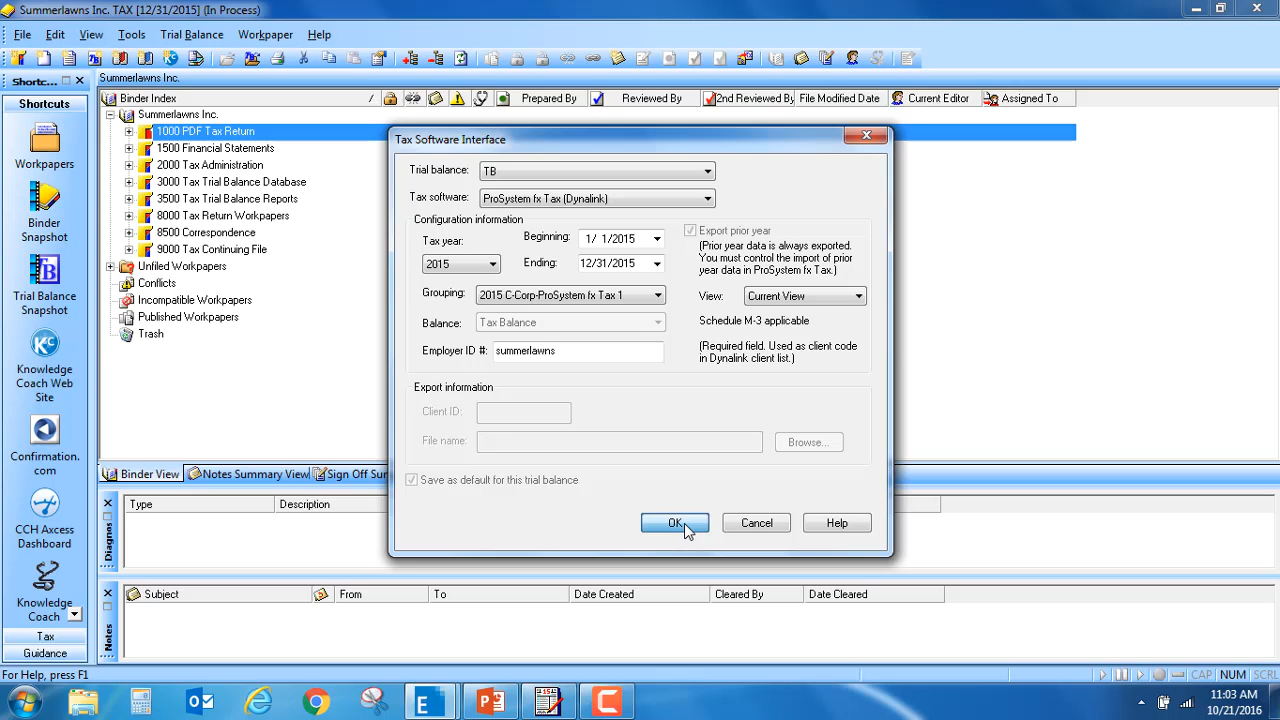 Summerlawns Inc. TAX [12/31/2015] (In Process)
File Edit View Tools Trial Balance Workpaper Help
Shortc...
Summerlawns Inc.
Shortcuts
Binder Index / Prepared By Reviewed By 2nd Reviewed By File Modified Date Current Editor Assigned To
Summerlawns Inc.
1000 PDF Tax Return
1500 Financial Statements
2000 Tax Administration
3000 Tax Trial Balance Database
3500 Tax Trial Balance Reports
8000 Tax Return Workpapers
8500 Correspondence
9000 Tax Continuing File
Unfiled Workpapers
Conflicts
Incompatible Workpapers
Published Workpapers
Trash
Workpapers
Binder
Snapshot
Trial Balance
Snapshot
Knowledge
Coach Web
Site
Confirmation.
com
CCH Axcess
Dashboard
Knowledge
Coach
Tax
Guidance
Tax Software Interface
Trial balance: TB
Tax software: ProSystem fx Tax (Dynalink)
Configuration information
Tax year: Beginning: 1/ 1/2015
2015 Ending: 12/31/2015
Export prior year
(Prior year data is always exported.
You must control the import of prior
year data in ProSystem fx Tax.)
Grouping: 2015 C-Corp-ProSystem fx Tax 1 View: Current View
Balance: Tax Balance Schedule M-3 applicable
Employer ID #: summerlawns
(Required field. Used as client code
in Dynalink client list.)
Export information
Client ID:
File name: Browse...
Save as default for this trial balance
OK Cancel Help
Binder View Notes Summary View Sign Off Sum
Diagnos
Type Description
Notes
Subject From To Date Created Cleared By Date Cleared
For Help, press F1 CAP NUM SCRL
11:03 AM
10/21/2016